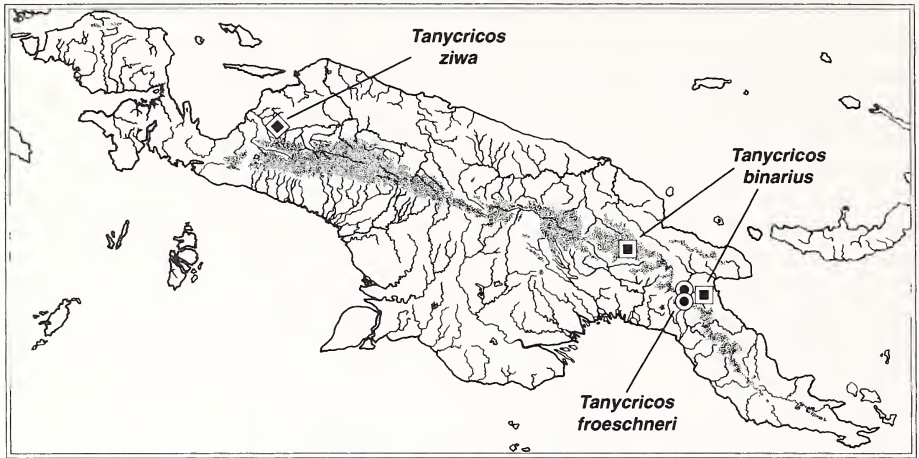 Tanycricos
ziwa
Tanycricos
binarius
Tanycricos
froeschneri